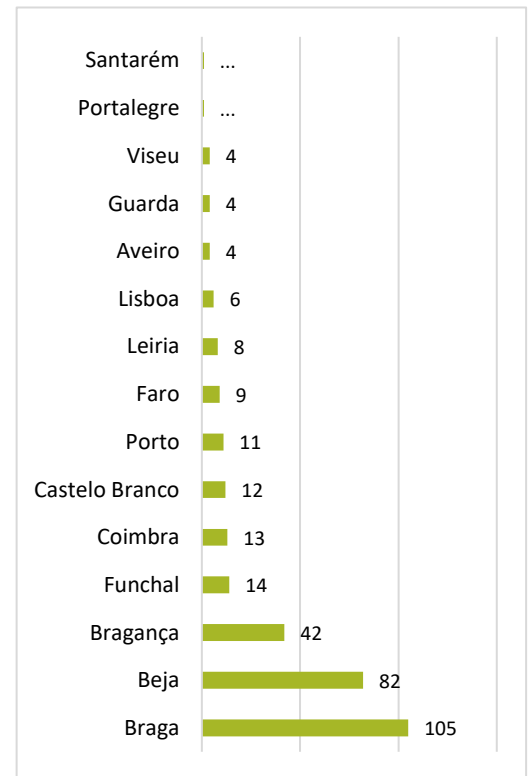 Santarém ...
Portalegre ...
Viseu 4
Guarda 4
Aveiro 4
Lisboa 6
Leiria 8
Faro 9
Porto 11
Castelo Branco 12
Coimbra 13
Funchal 14
Bragança 42
Beja 82
Braga 105